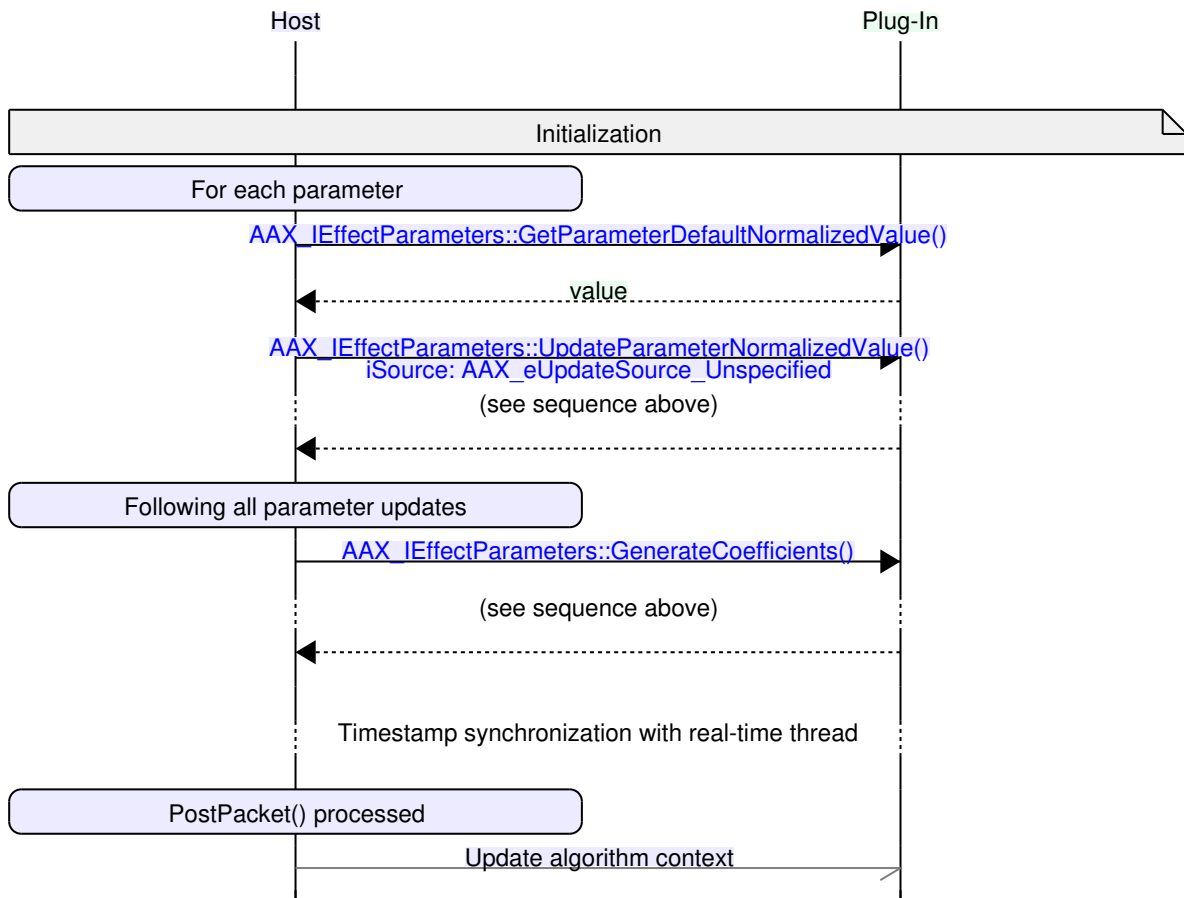 Host
Plug-In
Initialization
For each parameter
AAX_IEffectParameters::GetParameterDefaultNormalizedValue()
value
AAX_IEffectParameters::UpdateParameterNormalizedValue()
iSource: AAX_eUpdateSource_Unspecified
(see sequence above)
Following all parameter updates
AAX_IEffectParameters::GenerateCoefficients()
(see sequence above)
Timestamp synchronization with real-time thread
PostPacket() processed
Update algorithm context